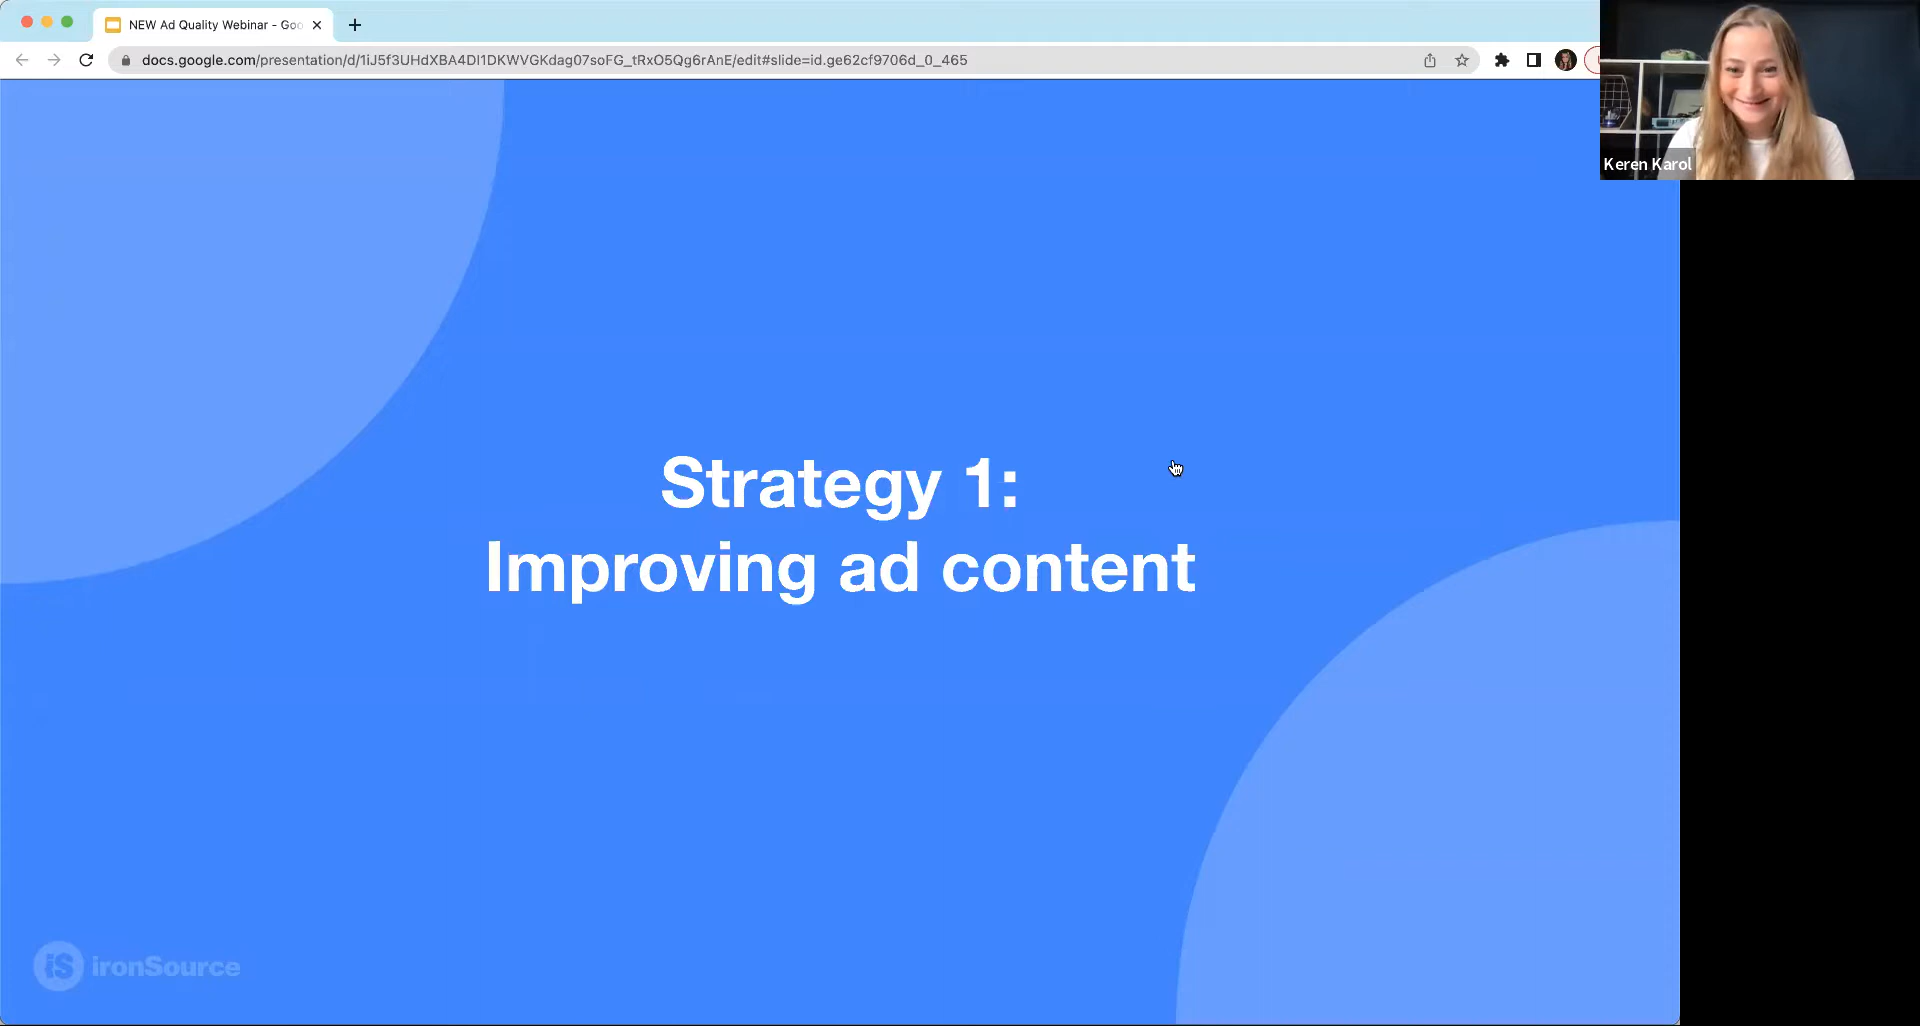 NEW Ad Quality Webinar - Goo
docs.google.com/presentation/d/1iJ5f3UHdXBA4DI1DKWVGKdag07soFG_tRxO5Qg6rAnE/edit#slide=id.ge62cf9706d_0_465
Keren Karol
Strategy 1:
Improving ad content
iS ironSource